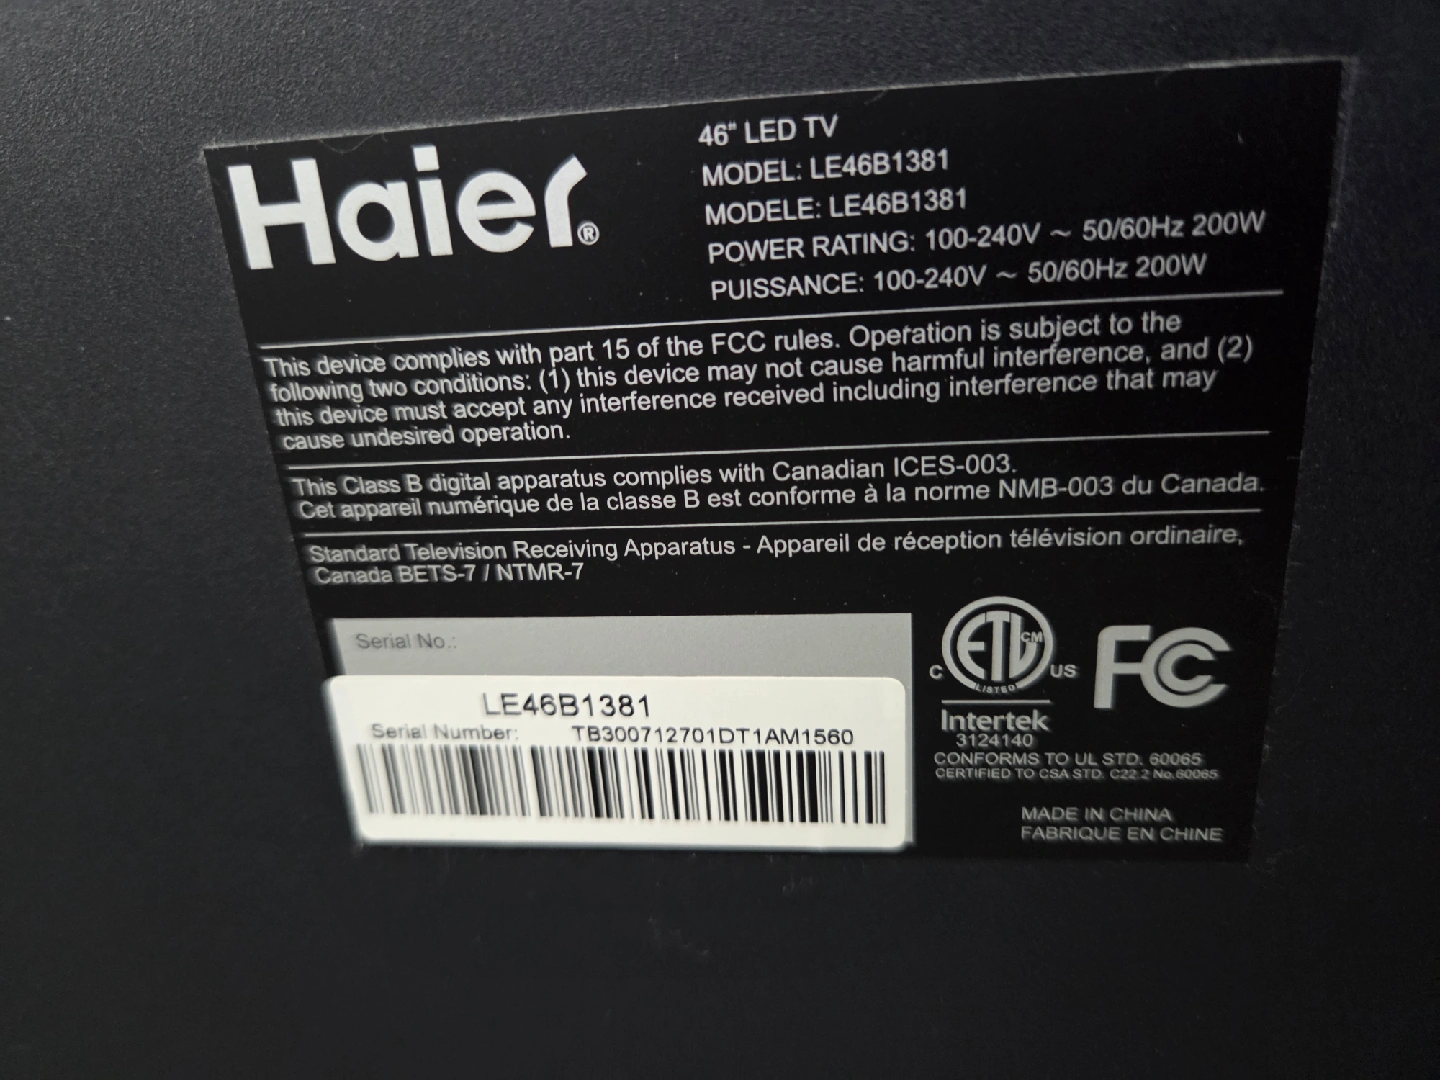 Haier®
46" LED TV
MODEL: LE46B1381
MODELE: LE46B1381
POWER RATING: 100-240V ~ 50/60Hz 200W
PUISSANCE: 100-240V ~ 50/60Hz 200W
This device complies with part 15 of the FCC rules. Operation is subject to the
following two conditions: (1) this device may not cause harmful interference, and (2)
this device must accept any interference received including interference that may
cause undesired operation.
This Class B digital apparatus complies with Canadian ICES-003.
Cet appareil numérique de la classe B est conforme à la norme NMB-003 du Canada.
Standard Television Receiving Apparatus - Appareil de réception télévision ordinaire,
Canada BETS-7 / NTMR-7
Serial No.:
LE46B1381
Serial Number: TB300712701DT1AM1560
ETL CM
LISTED
C US
FC
Intertek
3124140
CONFORMS TO UL STD. 60065
CERTIFIED TO CSA STD. C22.2 No.60065
MADE IN CHINA
FABRIQUE EN CHINE